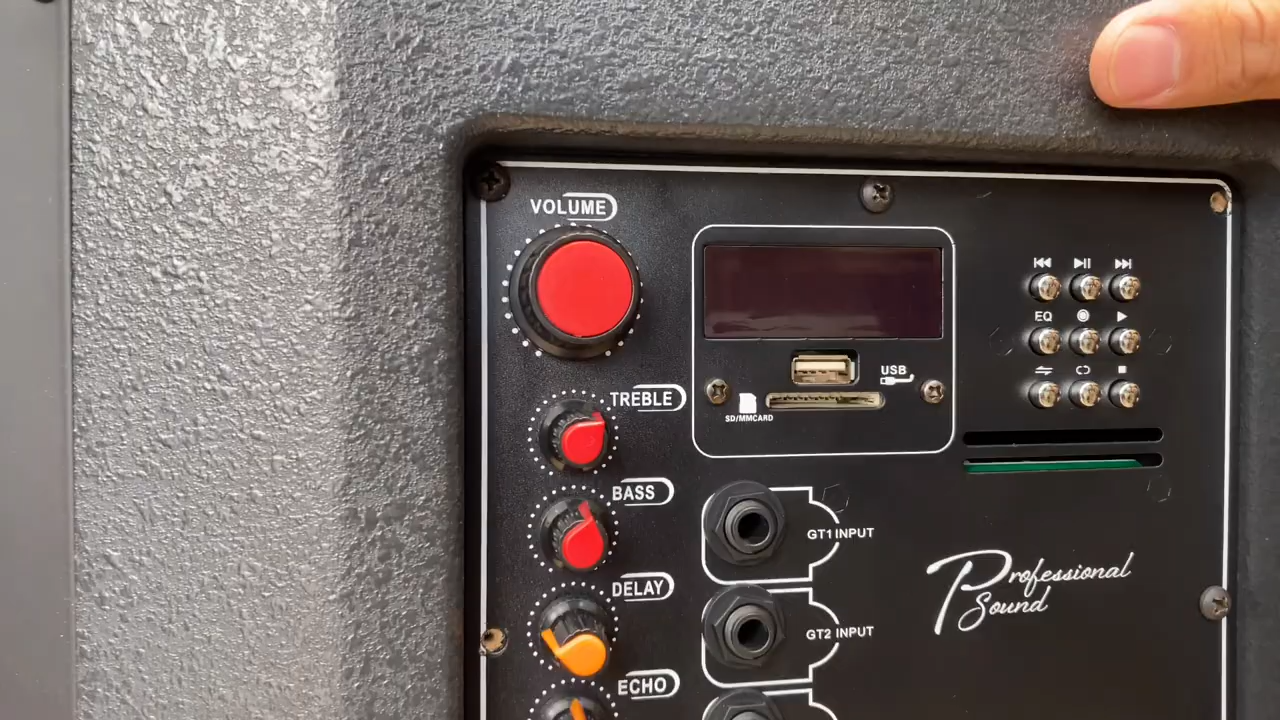 VOLUME
TREBLE
BASS
DELAY
ECHO
USB
SD/MMCARD
EQ
GT1 INPUT
GT2 INPUT
Professional
Sound